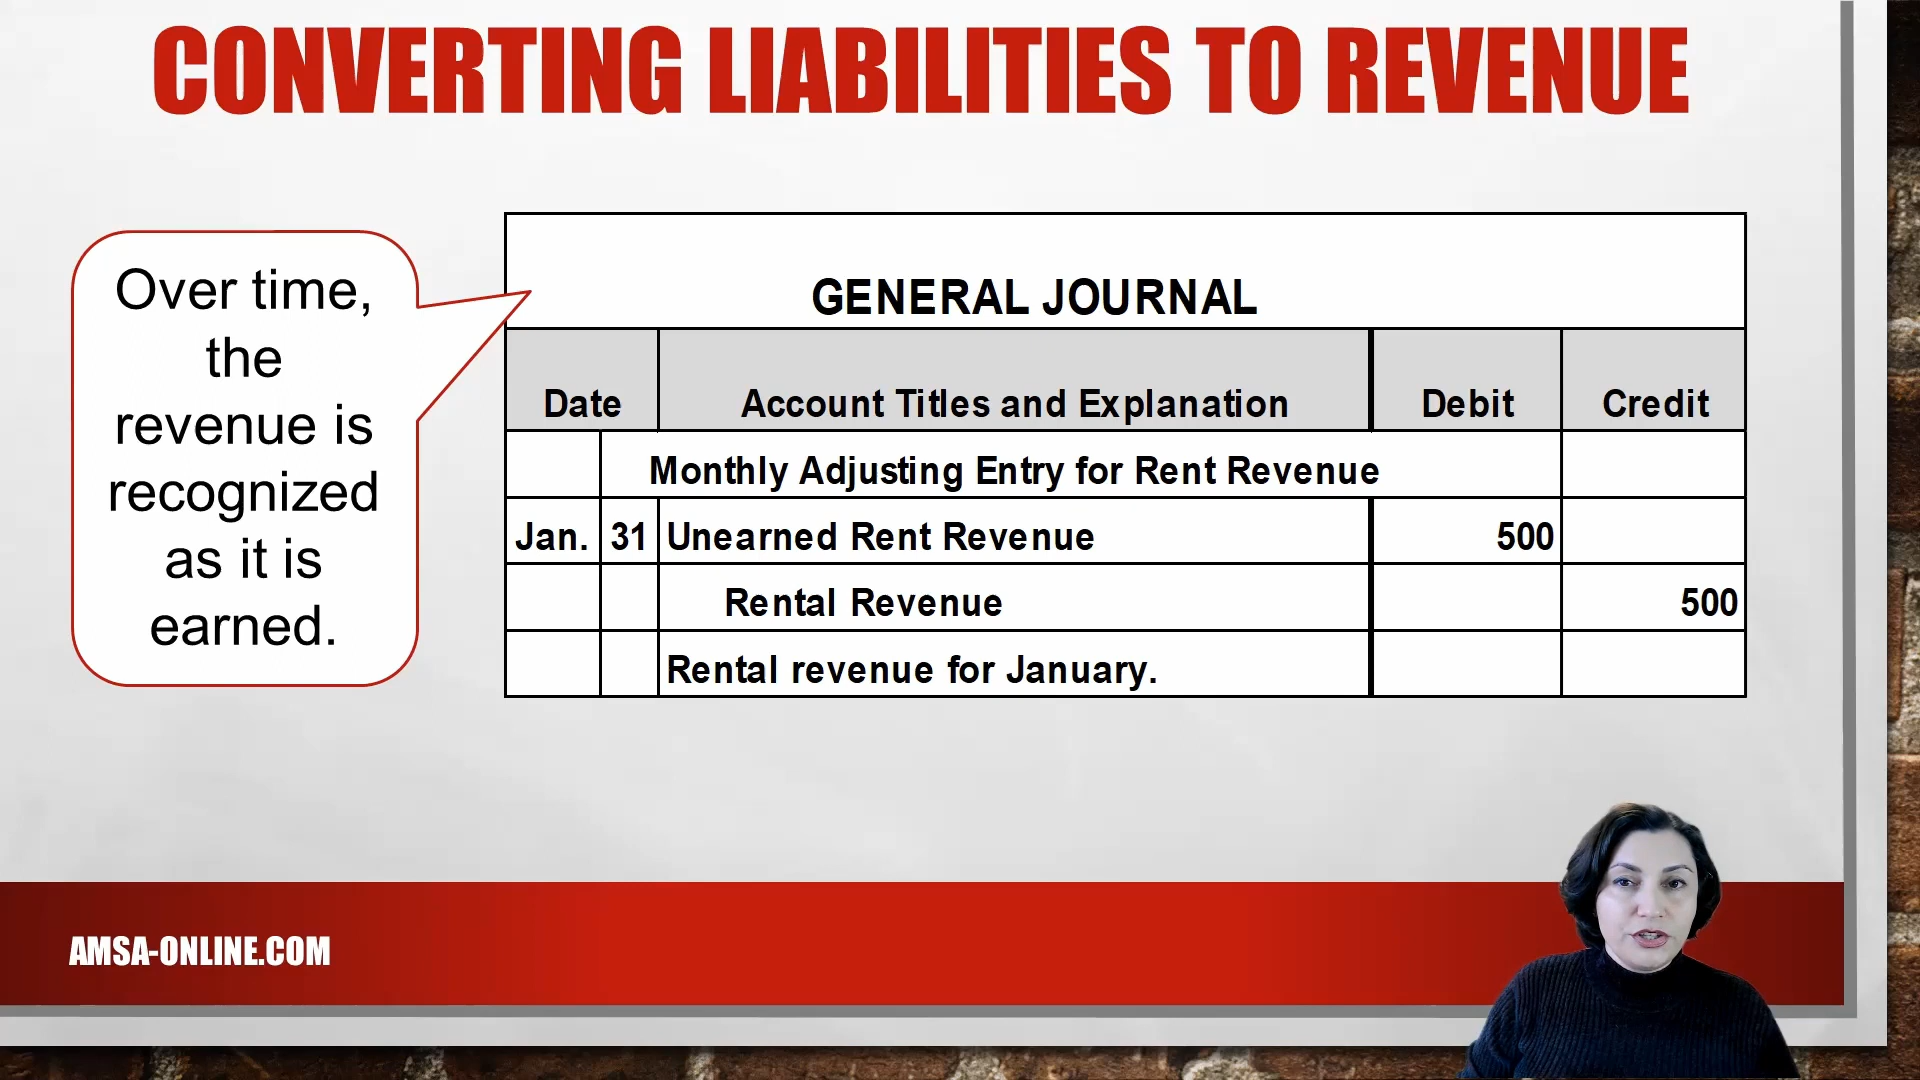 CONVERTING LIABILITIES TO REVENUE
Over time,
the
revenue is
recognized
as it is
earned.
GENERAL JOURNAL
Date Account Titles and Explanation Debit Credit
Monthly Adjusting Entry for Rent Revenue
Jan. 31 Unearned Rent Revenue 500
Rental Revenue 500
Rental revenue for January.
AMSA-ONLINE.COM